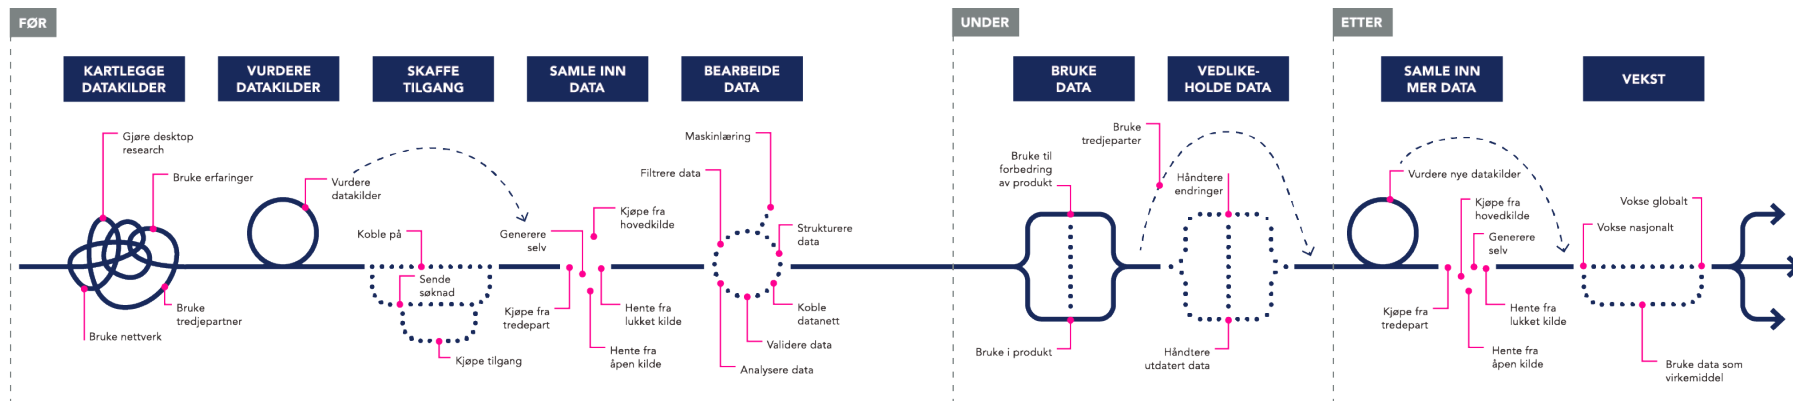 FØR
KARTLEGGE
DATAKILDER
VURDERE
DATAKILDER
SKAFFE
TILGANG
SAMLE INN
DATA
BEARBEIDE
DATA
Gjøre desktop
research
Bruke erfaringer
Bruke nettverk
Bruke
tredjepartner
Vurdere
datakilder
Koble på
Sende
søknad
Kjøpe tilgang
Generere
selv
Kjøpe fra
hovedkilde
Kjøpe fra
tredepart
Hente fra
lukket kilde
Hente fra
åpen kilde
Maskinlæring
Filtrere data
Strukturere
data
Koble
datanett
Validere data
Analysere data
UNDER
BRUKE
DATA
VEDLIKE-
HOLDE DATA
Bruke til
forbedring
av produkt
Bruke i produkt
Bruke
tredjeparter
Håndtere
endringer
Håndtere
utdatert data
ETTER
SAMLE INN
MER DATA
VEKST
Vurdere nye datakilder
Kjøpe fra
hovedkilde
Generere
selv
Kjøpe fra
tredepart
Hente fra
lukket kilde
Hente fra
åpen kilde
Vokse globalt
Vokse nasjonalt
Bruke data som
virkemiddel